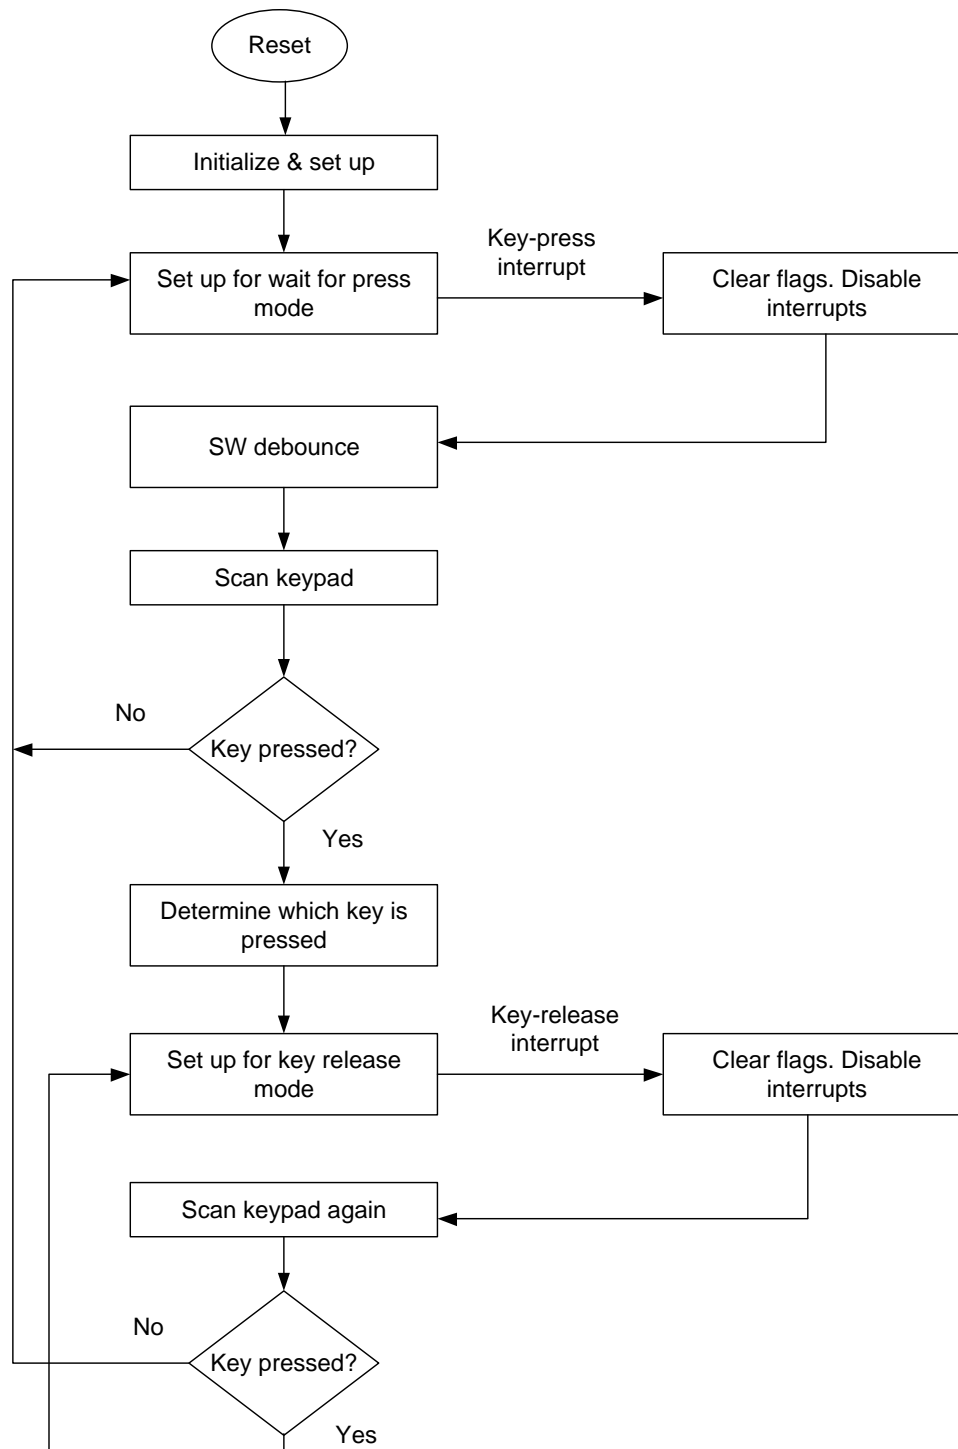 Reset
Initialize & set up
Key-press
interrupt
Set up for wait for press
mode
Clear flags. Disable
interrupts
SW debounce
Scan keypad
No
Key pressed?
Yes
Determine which key is
pressed
Key-release
interrupt
Set up for key release
mode
Clear flags. Disable
interrupts
Scan keypad again
No
Key pressed?
Yes